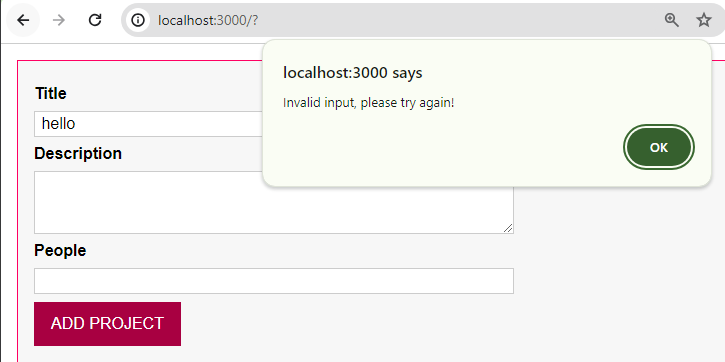 localhost:3000/?
localhost:3000 says
Invalid input, please try again!
OK
Title
hello
Description
People
ADD PROJECT